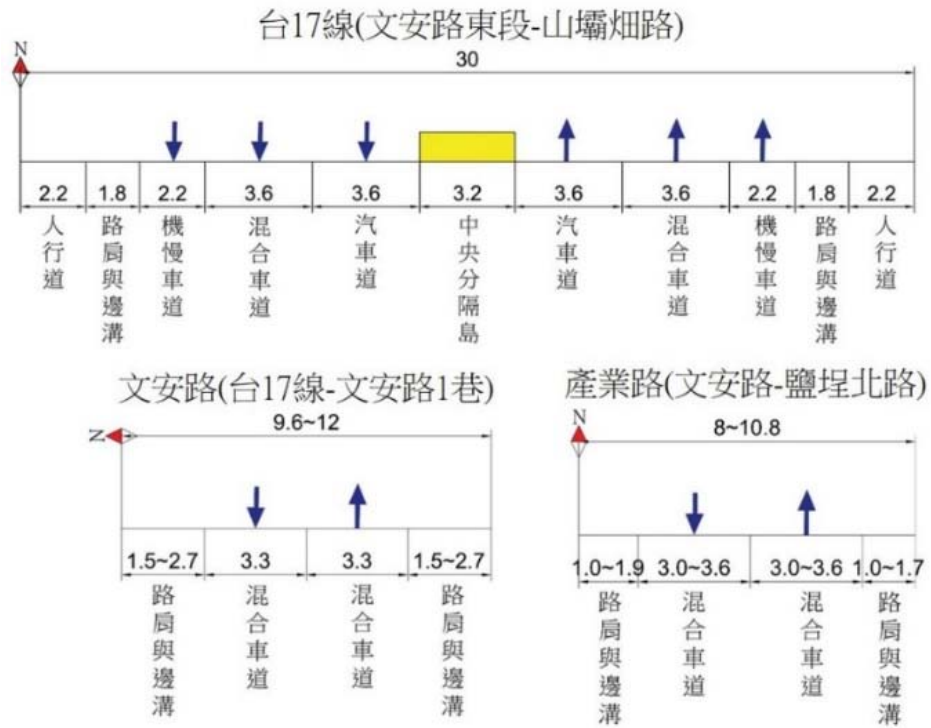 台17線(文安路東段-山壩畑路)
N
30
2.2 1.8 2.2 3.6 3.6 3.2 3.6 3.6 2.2 1.8 2.2
人行道 路肩與邊溝 機慢車道 混合車道 汽車道 中央分隔島 汽車道 混合車道 機慢車道 路肩與邊溝 人行道
文安路(台17線-文安路1巷)
N
9.6~12
1.5~2.7 3.3 3.3 1.5~2.7
路肩與邊溝 混合車道 混合車道 路肩與邊溝
產業路(文安路-鹽埕北路)
N
8~10.8
1.0~1.9 3.0~3.6 3.0~3.6 1.0~1.7
路肩與邊溝 混合車道 混合車道 路肩與邊溝